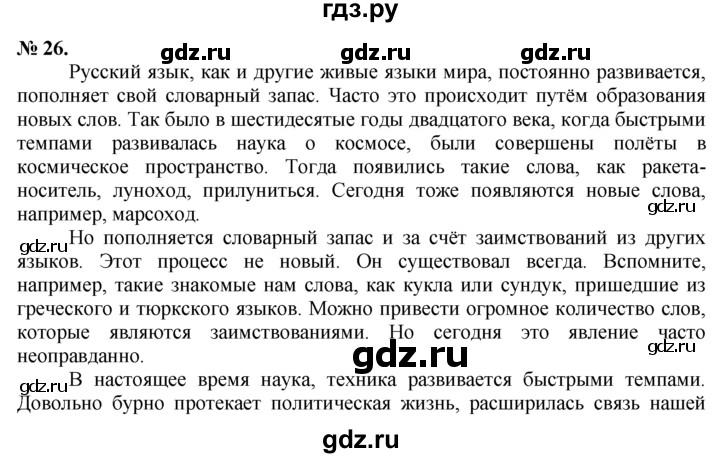 гдз.ру
№ 26.
gdz.ru gdz.ru
Русский язык, как и другие живые языки мира, постоянно развивается,
пополняет свой словарный запас. Часто это происходит путём образования
новых слов. Так было в шестидесятые годы двадцатого века, когда быстрыми
темпами развивалась наука о космосе, были совершены полёты в
космическое пространство. Тогда появились такие слова, как ракета-
носитель, луноход, прилуниться. Сегодня тоже появляются новые слова,
gdz.ru
например, марсоход.
Но пополняется словарный запас и за счёт заимствований из других
gdz.ru
языков. Этот процесс не новый. Он существовал всегда. Вспомните,
например, такие знакомые нам слова, как кукла или сундук, пришедшие из
греческого и тюркского языков. Можно привести огромное количество слов,
которые являются заимствованиями. Но сегодня это явление часто
gdz.ru
gdz.ru
неоправданно.
В настоящее время наука, техника развивается быстрыми темпами.
Довольно бурно протекает политическая жизнь, расширилась связь нашей
gdz.ru